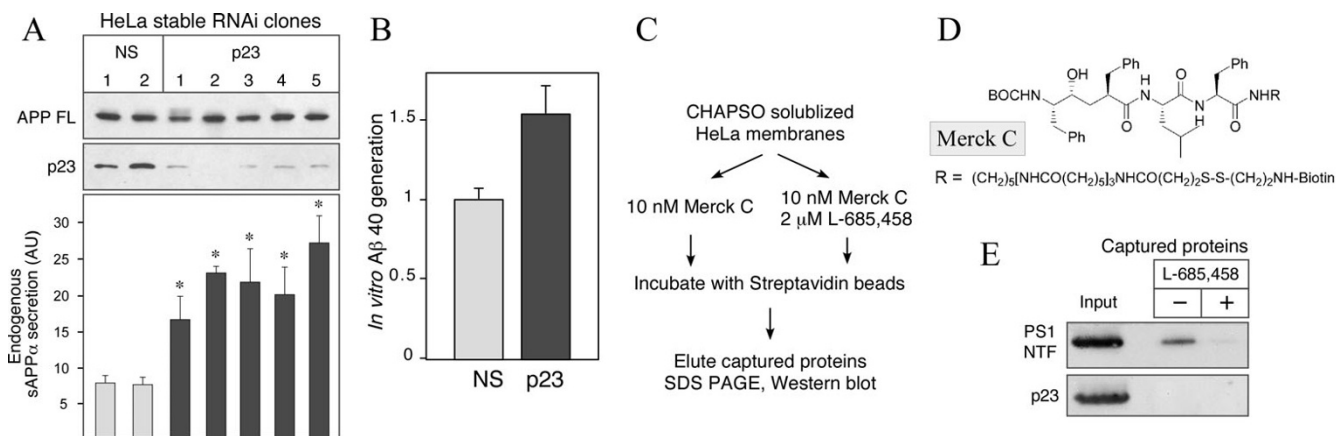 A
HeLa stable RNAi clones
NS p23
1 2 1 2 3 4 5
APP FL
p23
Endogenous
sAPPα secretion (AU)
30
25
20
15
10
5
* * * * *
B
In vitro Aβ 40 generation
1.5
1
0.5
0
NS p23
C
CHAPSO solublized
HeLa membranes
10 nM Merck C
10 nM Merck C
2 μM L-685,458
Incubate with Streptavidin beads
Elute captured proteins
SDS PAGE, Western blot
D
Ph
OH
Ph
O
H
N
BOCHN
NHR
O
N
H
O
Ph
Merck C
R = (CH₂)₅[NHCO(CH₂)₅]₃NHCO(CH₂)₂S-S-(CH₂)₂NH-Biotin
E
Captured proteins
L-685,458
Input − +
PS1
NTF
p23